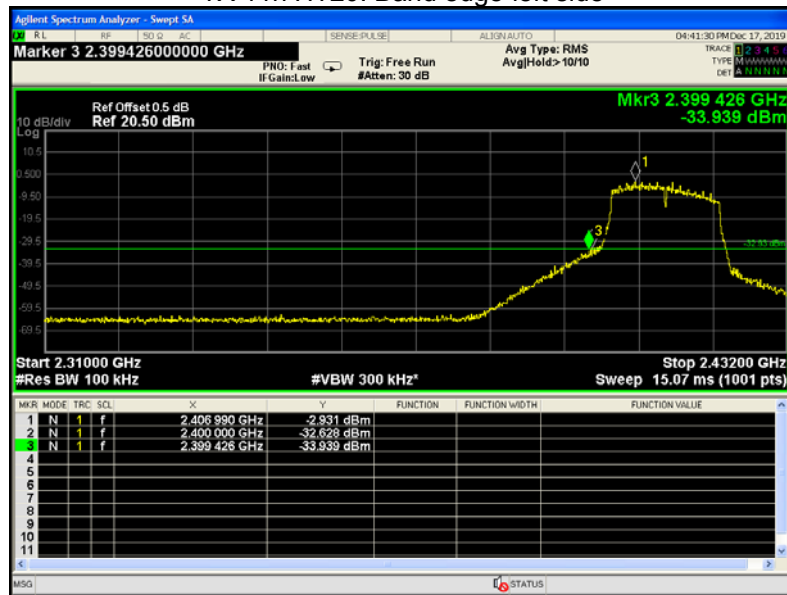 Agilent Spectrum Analyzer - Swept SA
RL RF 50 Ω AC SENSE:PULSE ALIGNAUTO 04:41:30 PM Dec 17, 2019
Marker 3 2.399426000000 GHz
PNO: Fast
IFGain:Low
Trig: Free Run
#Atten: 30 dB
Avg Type: RMS
Avg|Hold:> 10/10
TRACE 1 2 3 4 5 6
TYPE M
DET A N N N N N
Mkr3 2.399 426 GHz
-33.939 dBm
Ref Offset 0.5 dB
10 dB/div Ref 20.50 dBm
Log
10.5
0.500
-9.50
-19.5
-29.5
-39.5
-49.5
-59.5
-69.5
1
3
Start 2.31000 GHz Stop 2.43200 GHz
#Res BW 100 kHz #VBW 300 kHz* Sweep 15.07 ms (1001 pts)
MKR MODE TRC SCL X Y FUNCTION FUNCTION WIDTH FUNCTION VALUE
1 N 1 f 2.406 990 GHz -2.931 dBm
2 N 1 f 2.400 000 GHz -32.628 dBm
3 N 1 f 2.399 426 GHz -33.939 dBm
4
5
6
7
8
9
10
11
MSG STATUS